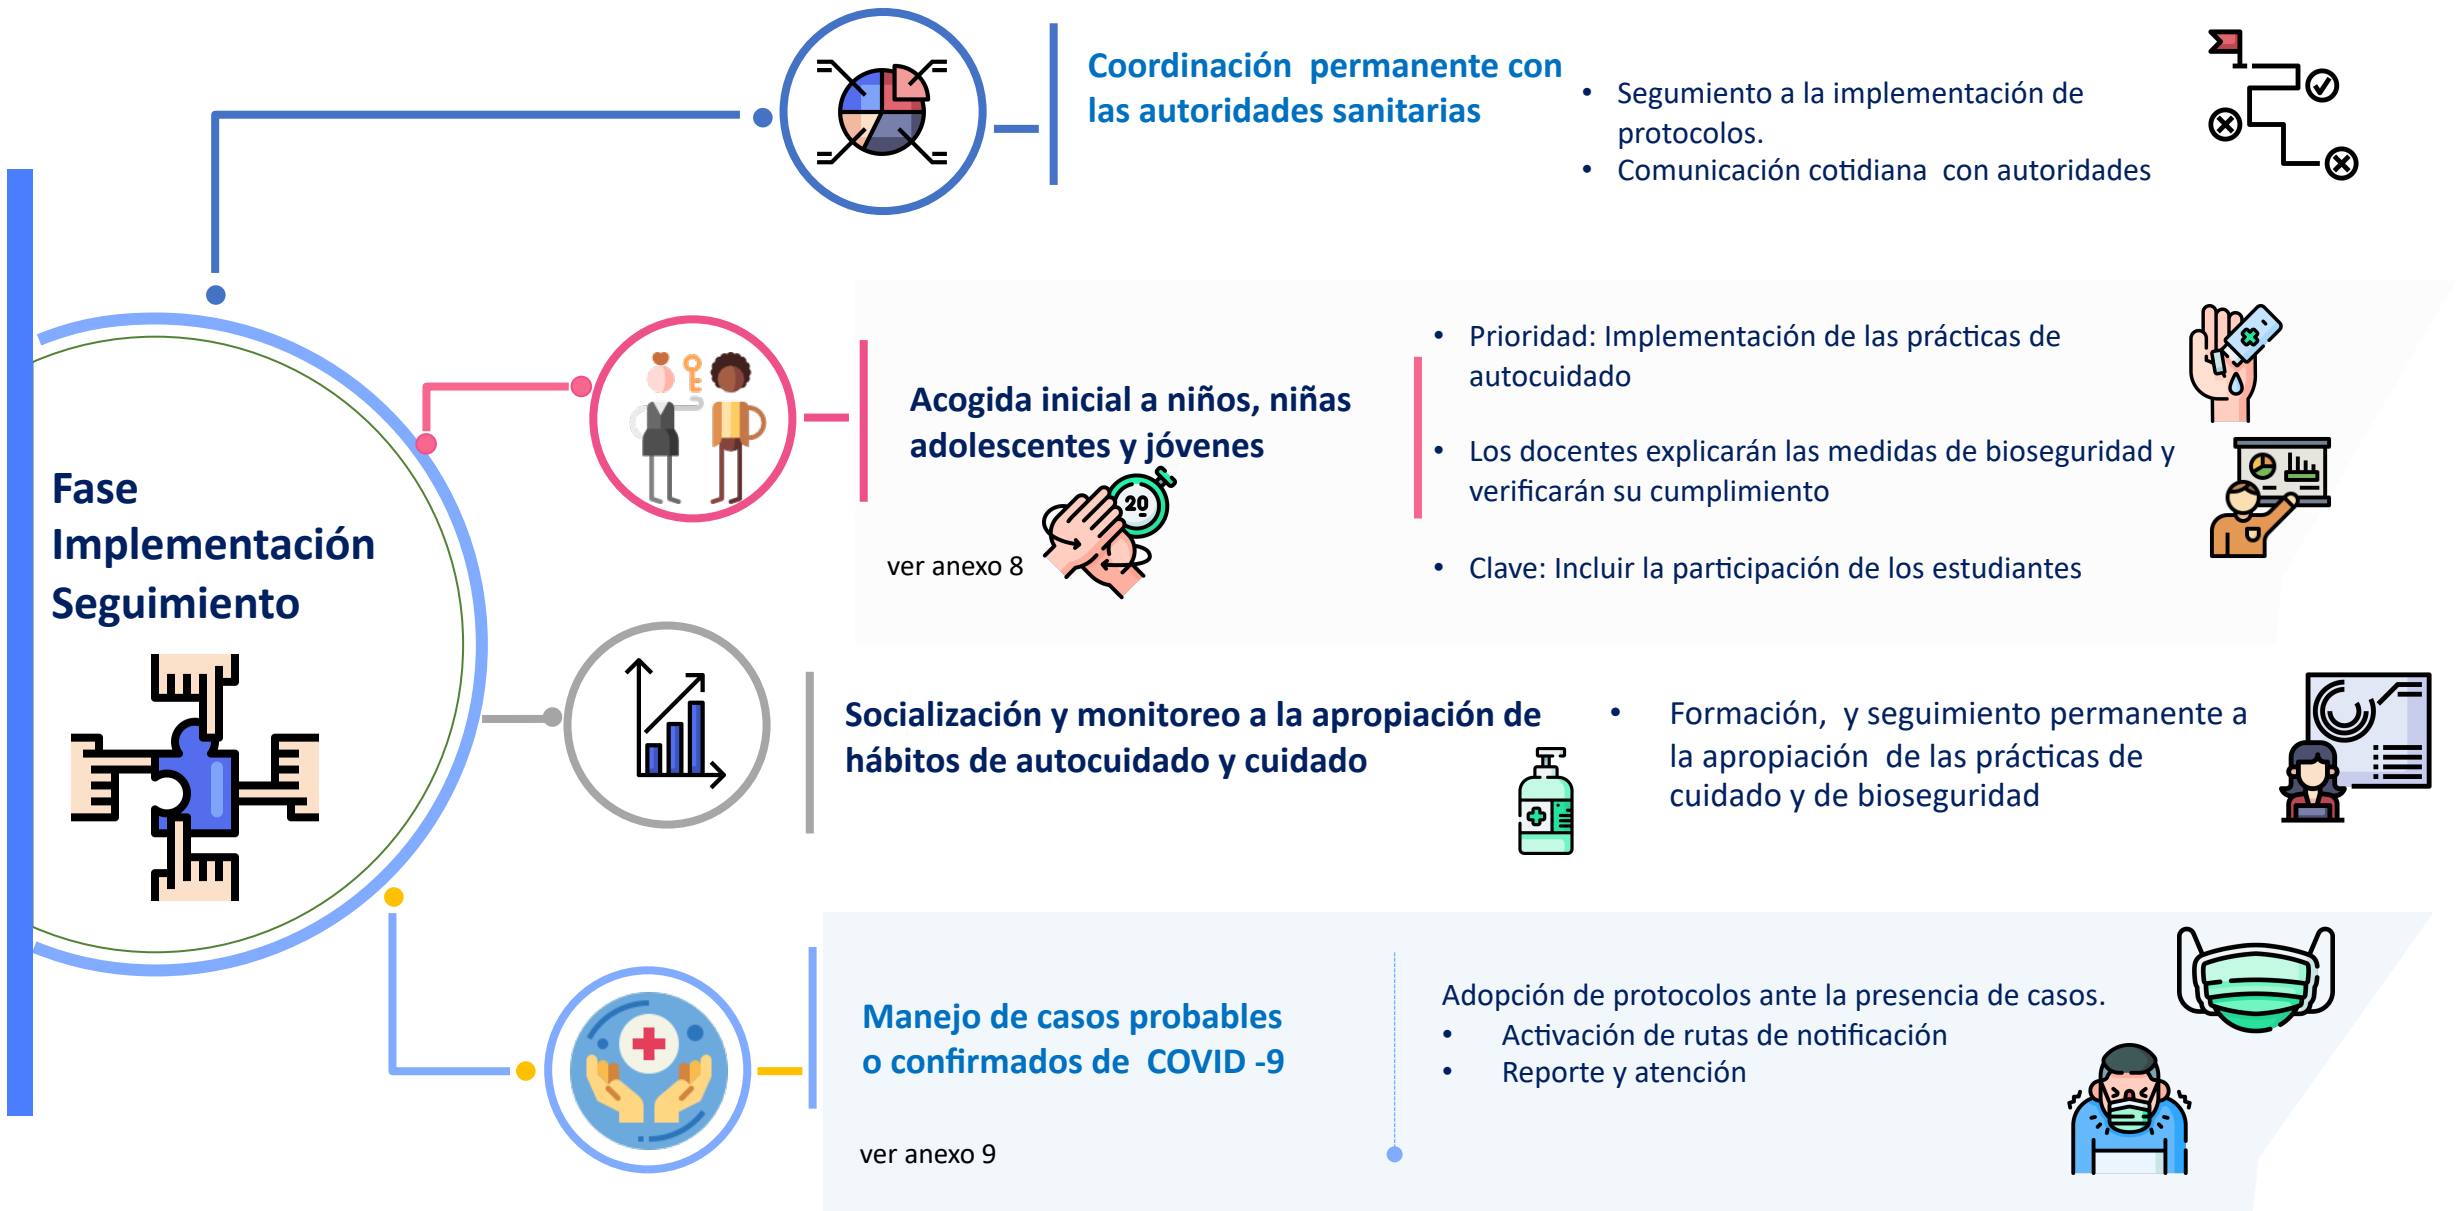 Fase
Implementación
Seguimiento
Coordinación permanente con
las autoridades sanitarias
• Segumiento a la implementación de
protocolos.
• Comunicación cotidiana con autoridades
Acogida inicial a niños, niñas
adolescentes y jóvenes
20
ver anexo 8
• Prioridad: Implementación de las prácticas de
autocuidado
• Los docentes explicarán las medidas de bioseguridad y
verificarán su cumplimiento
• Clave: Incluir la participación de los estudiantes
Socialización y monitoreo a la apropiación de
hábitos de autocuidado y cuidado
• Formación, y seguimiento permanente a
la apropiación de las prácticas de
cuidado y de bioseguridad
Manejo de casos probables
o confirmados de COVID -9
ver anexo 9
Adopción de protocolos ante la presencia de casos.
• Activación de rutas de notificación
• Reporte y atención